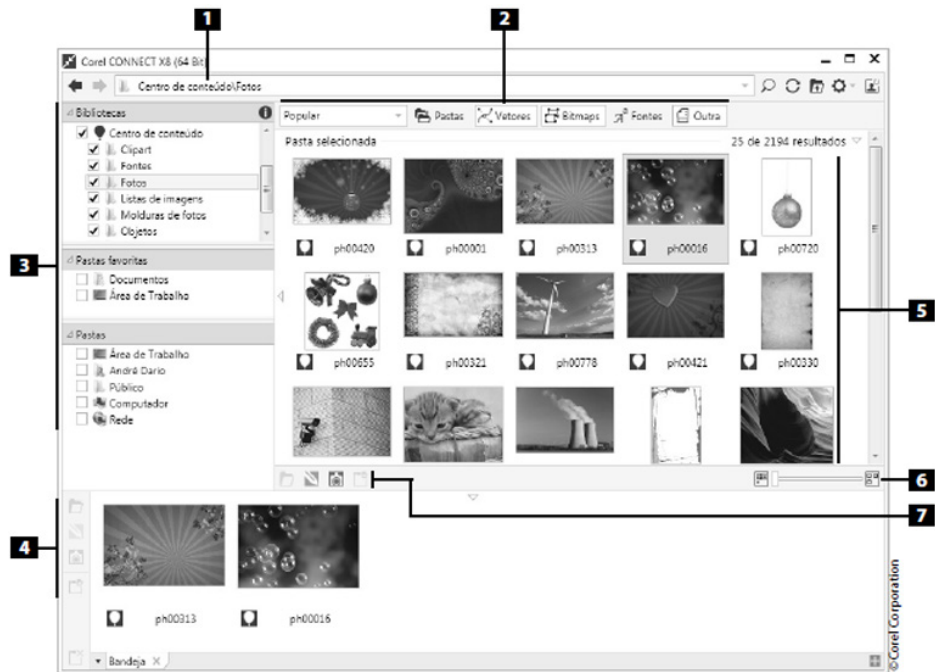 1
2
Corel CONNECT X8 (64 Bit)
Centro de conteúdo\Fotos
Bibliotecas
Centro de conteúdo
Clipart
Fontes
Fotos
Listas de imagens
Molduras de fotos
Objetos
3
Pastas favoritas
Documentos
Área de Trabalho
Pastas
Área de Trabalho
André Dario
Público
Computador
Rede
Popular Pastas Vetores Bitmaps Fontes Outra
Pasta selecionada 25 de 2194 resultados
ph00420 ph00001 ph00313 ph00016 ph00720
5
ph00655 ph00321 ph00778 ph00421 ph00330
6
7
4
ph00313 ph00016
Bandeja
©Corel Corporation